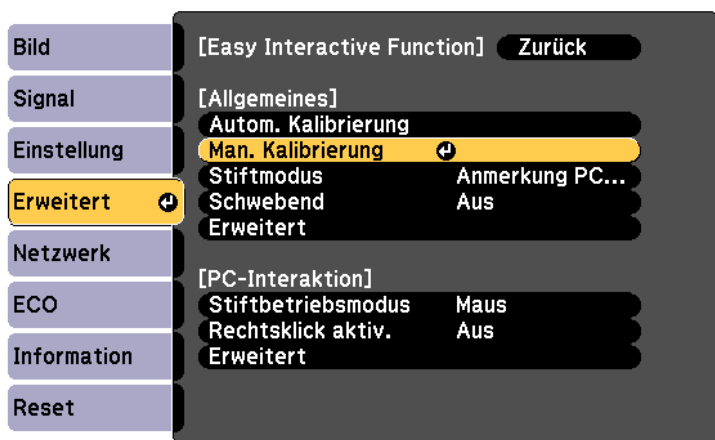 Bild
Signal
Einstellung
Erweitert
Netzwerk
ECO
Information
Reset
[Easy Interactive Function] Zurück
[Allgemeines]
Autom. Kalibrierung
Man. Kalibrierung
Stiftmodus Anmerkung PC...
Schwebend Aus
Erweitert
[PC-Interaktion]
Stiftbetriebsmodus Maus
Rechtsklick aktiv. Aus
Erweitert